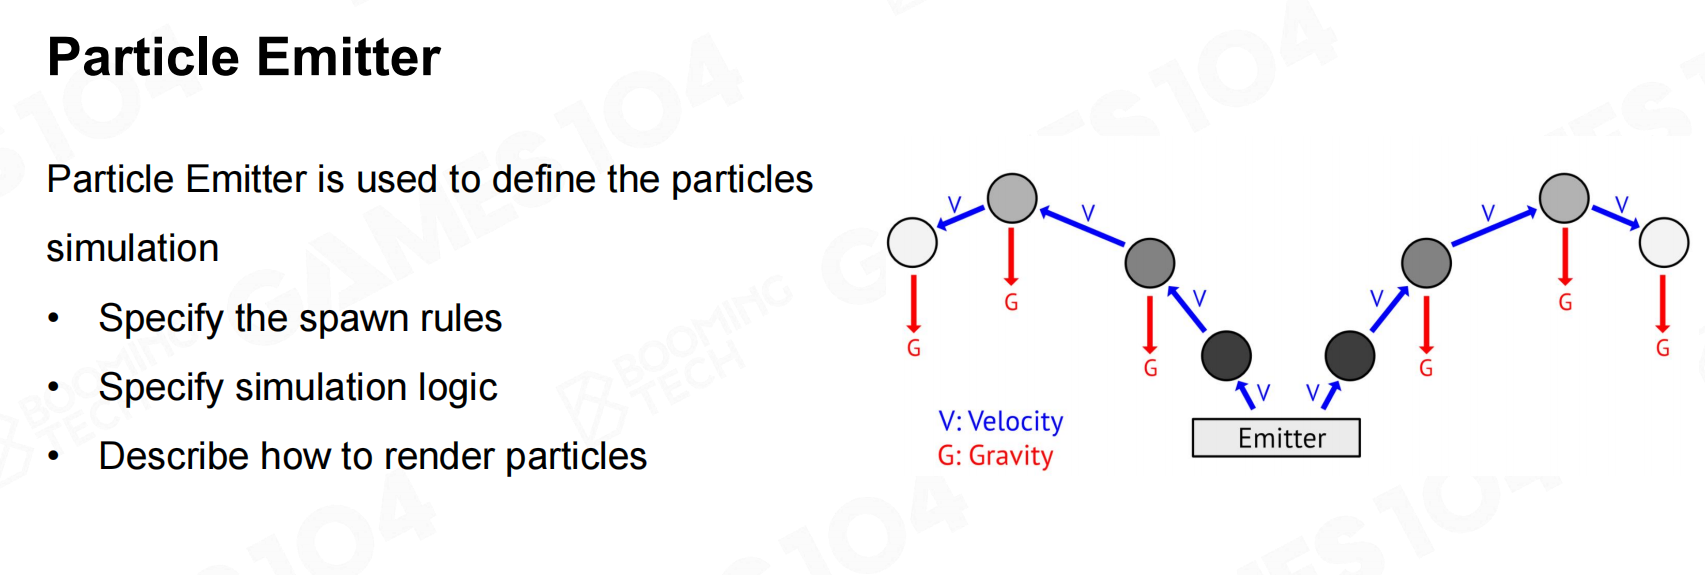 Particle Emitter
Particle Emitter is used to define the particles
simulation
• Specify the spawn rules
• Specify simulation logic
• Describe how to render particles
V
V
V
V
G
G
V
V
G
G
G
G
V
V
V: Velocity
G: Gravity
Emitter
GAMES104
BOOMING
TECH